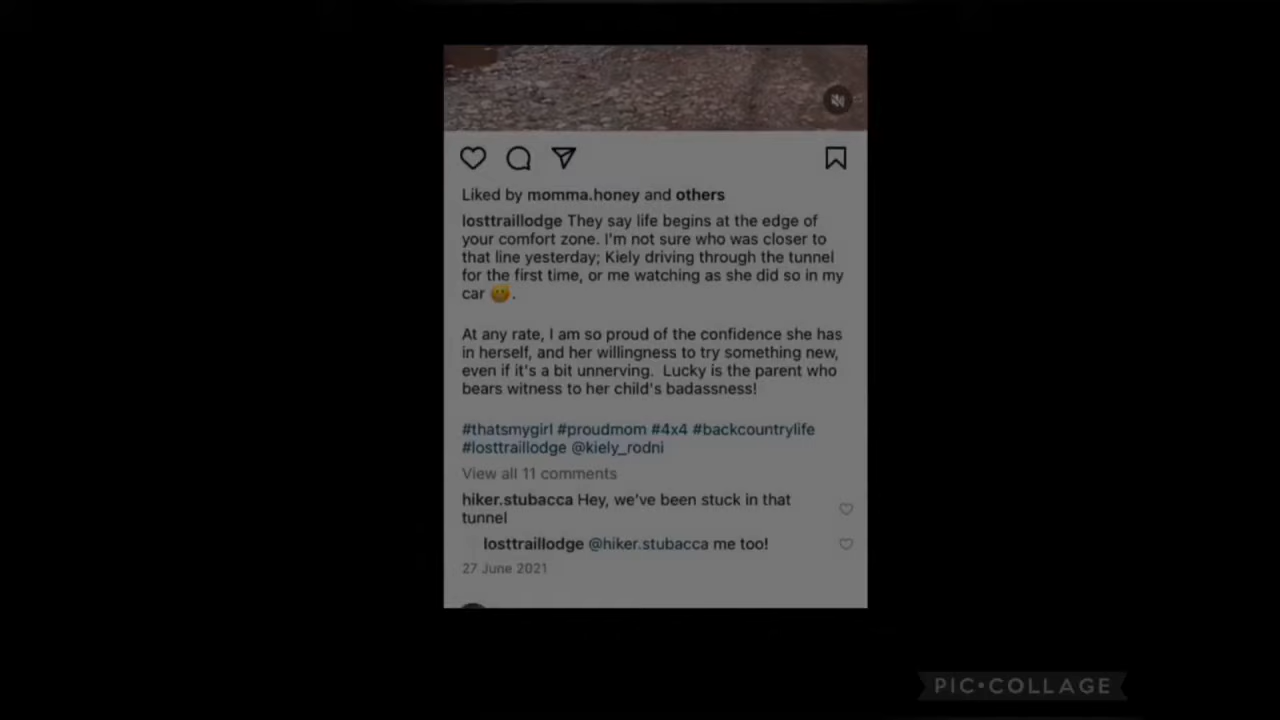 Liked by momma.honey and others
losttraillodge They say life begins at the edge of
your comfort zone. I'm not sure who was closer to
that line yesterday; Kiely driving through the tunnel
for the first time, or me watching as she did so in my
car 😬.
At any rate, I am so proud of the confidence she has
in herself, and her willingness to try something new,
even if it's a bit unnerving. Lucky is the parent who
bears witness to her child's badassness!
#thatsmygirl #proudmom #4x4 #backcountrylife
#losttraillodge @kiely_rodni
View all 11 comments
hiker.stubacca Hey, we've been stuck in that
tunnel
losttraillodge @hiker.stubacca me too!
27 June 2021
PIC•COLLAGE